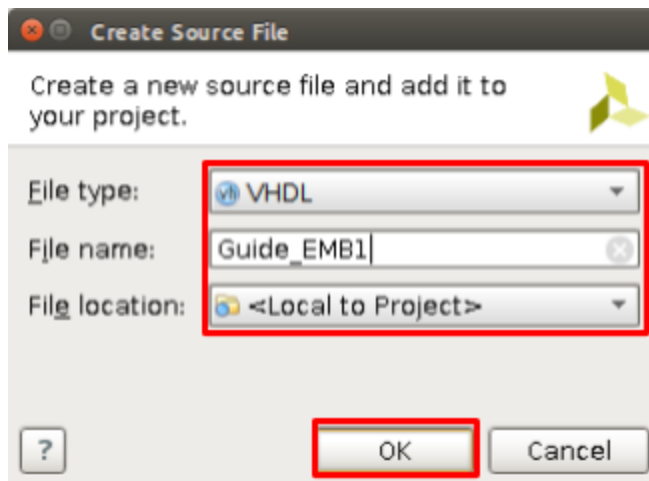 Create Source File
Create a new source file and add it to
your project.
File type:
vh VHDL
File name:
Guide_EMB1
File location:
<Local to Project>
?
OK
Cancel